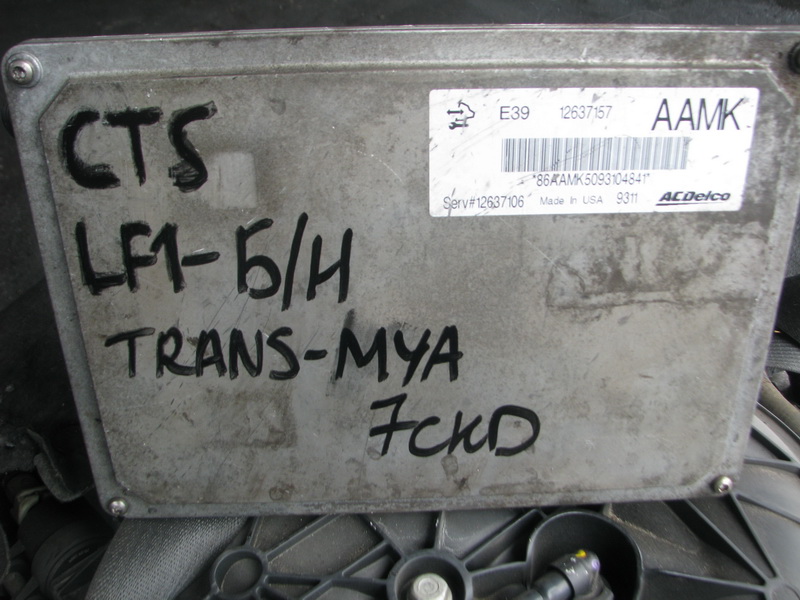 E39 12637157 AAMK
*86AAMK5093104841*
Serv#12637106 Made In USA 9311 ACDelco
CTS
LF1-Б/Н
TRANS-MYA
7CKD